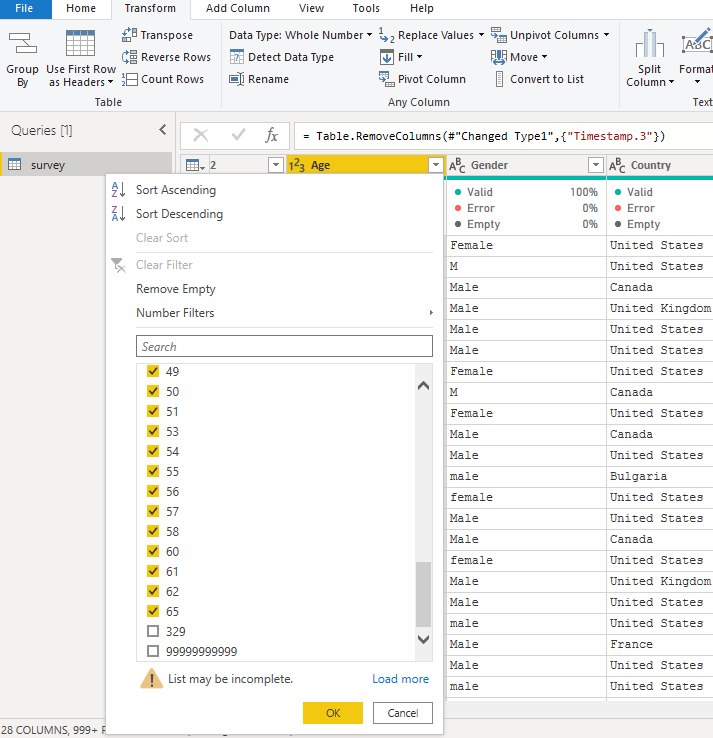 File Home Transform Add Column View Tools Help
Group By
Use First Row as Headers
Transpose
Reverse Rows
Count Rows
Table
Data Type: Whole Number
Detect Data Type
Rename
Replace Values
Fill
Pivot Column
Unpivot Columns
Move
Convert to List
Any Column
Split Column
Format
Text
Queries [1]
fx = Table.RemoveColumns(#"Changed Type1",{"Timestamp.3"})
survey
2 1 2 3 Age ABC Gender ABC Country
Sort Ascending
Sort Descending
Clear Sort
Clear Filter
Remove Empty
Number Filters
Search
49
50
51
53
54
55
56
57
58
60
61
62
65
329
99999999999
List may be incomplete. Load more
OK Cancel
Valid 100% Valid
Error 0% Error
Empty 0% Empty
Female United States
M United States
Male Canada
Male United Kingdom
Male United States
Male United States
Female United States
M Canada
Female United States
Male Canada
Male United States
male Bulgaria
female United States
Male United States
Male Canada
female United States
Male United Kingdom
Male United States
male United States
Male France
Male United States
male United States
28 COLUMNS, 999+